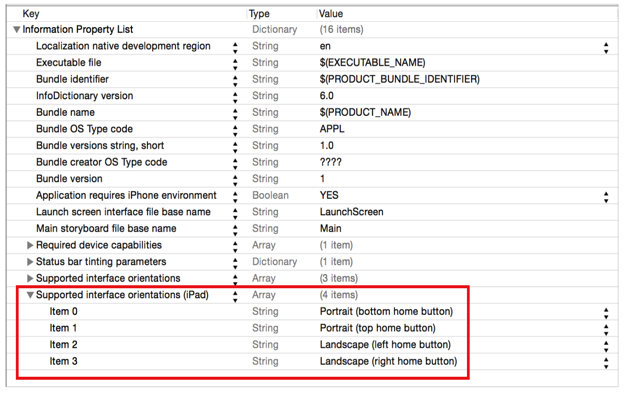 Key Type Value
Information Property List Dictionary (16 items)
Localization native development region String en
Executable file String $(EXECUTABLE_NAME)
Bundle identifier String $(PRODUCT_BUNDLE_IDENTIFIER)
InfoDictionary version String 6.0
Bundle name String $(PRODUCT_NAME)
Bundle OS Type code String APPL
Bundle versions string, short String 1.0
Bundle creator OS Type code String ????
Bundle version String 1
Application requires iPhone environment Boolean YES
Launch screen interface file base name String LaunchScreen
Main storyboard file base name String Main
Required device capabilities Array (1 item)
Status bar tinting parameters Dictionary (1 item)
Supported interface orientations Array (3 items)
Supported interface orientations (iPad) Array (4 items)
Item 0 String Portrait (bottom home button)
Item 1 String Portrait (top home button)
Item 2 String Landscape (left home button)
Item 3 String Landscape (right home button)